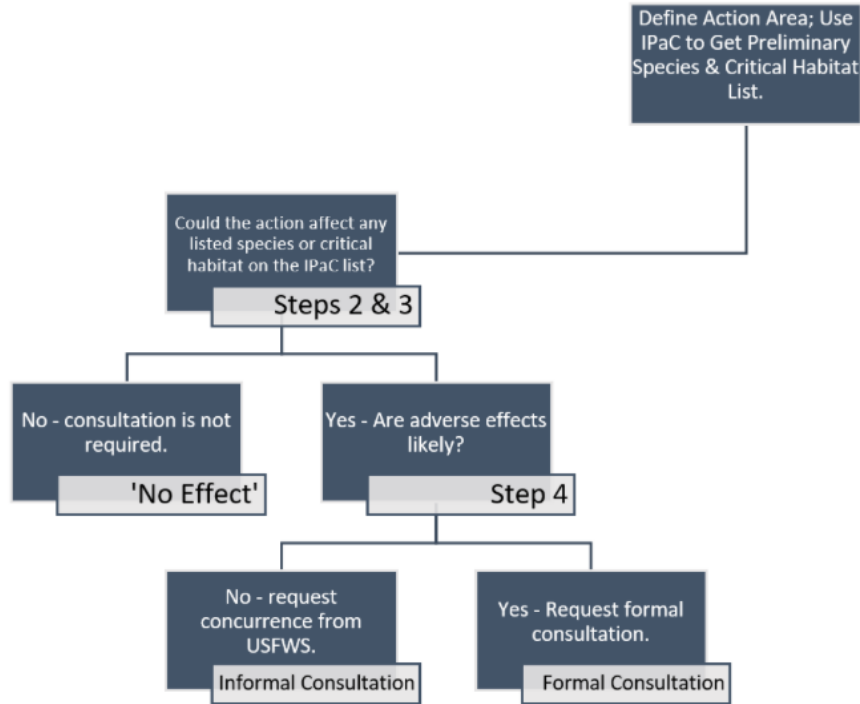 Define Action Area; Use
IPaC to Get Preliminary
Species & Critical Habitat
List.
Could the action affect any
listed species or critical
habitat on the IPaC list?
Steps 2 & 3
No - consultation is not
required.
'No Effect'
Yes - Are adverse effects
likely?
Step 4
No - request
concurrence from
USFWS.
Informal Consultation
Yes - Request formal
consultation.
Formal Consultation